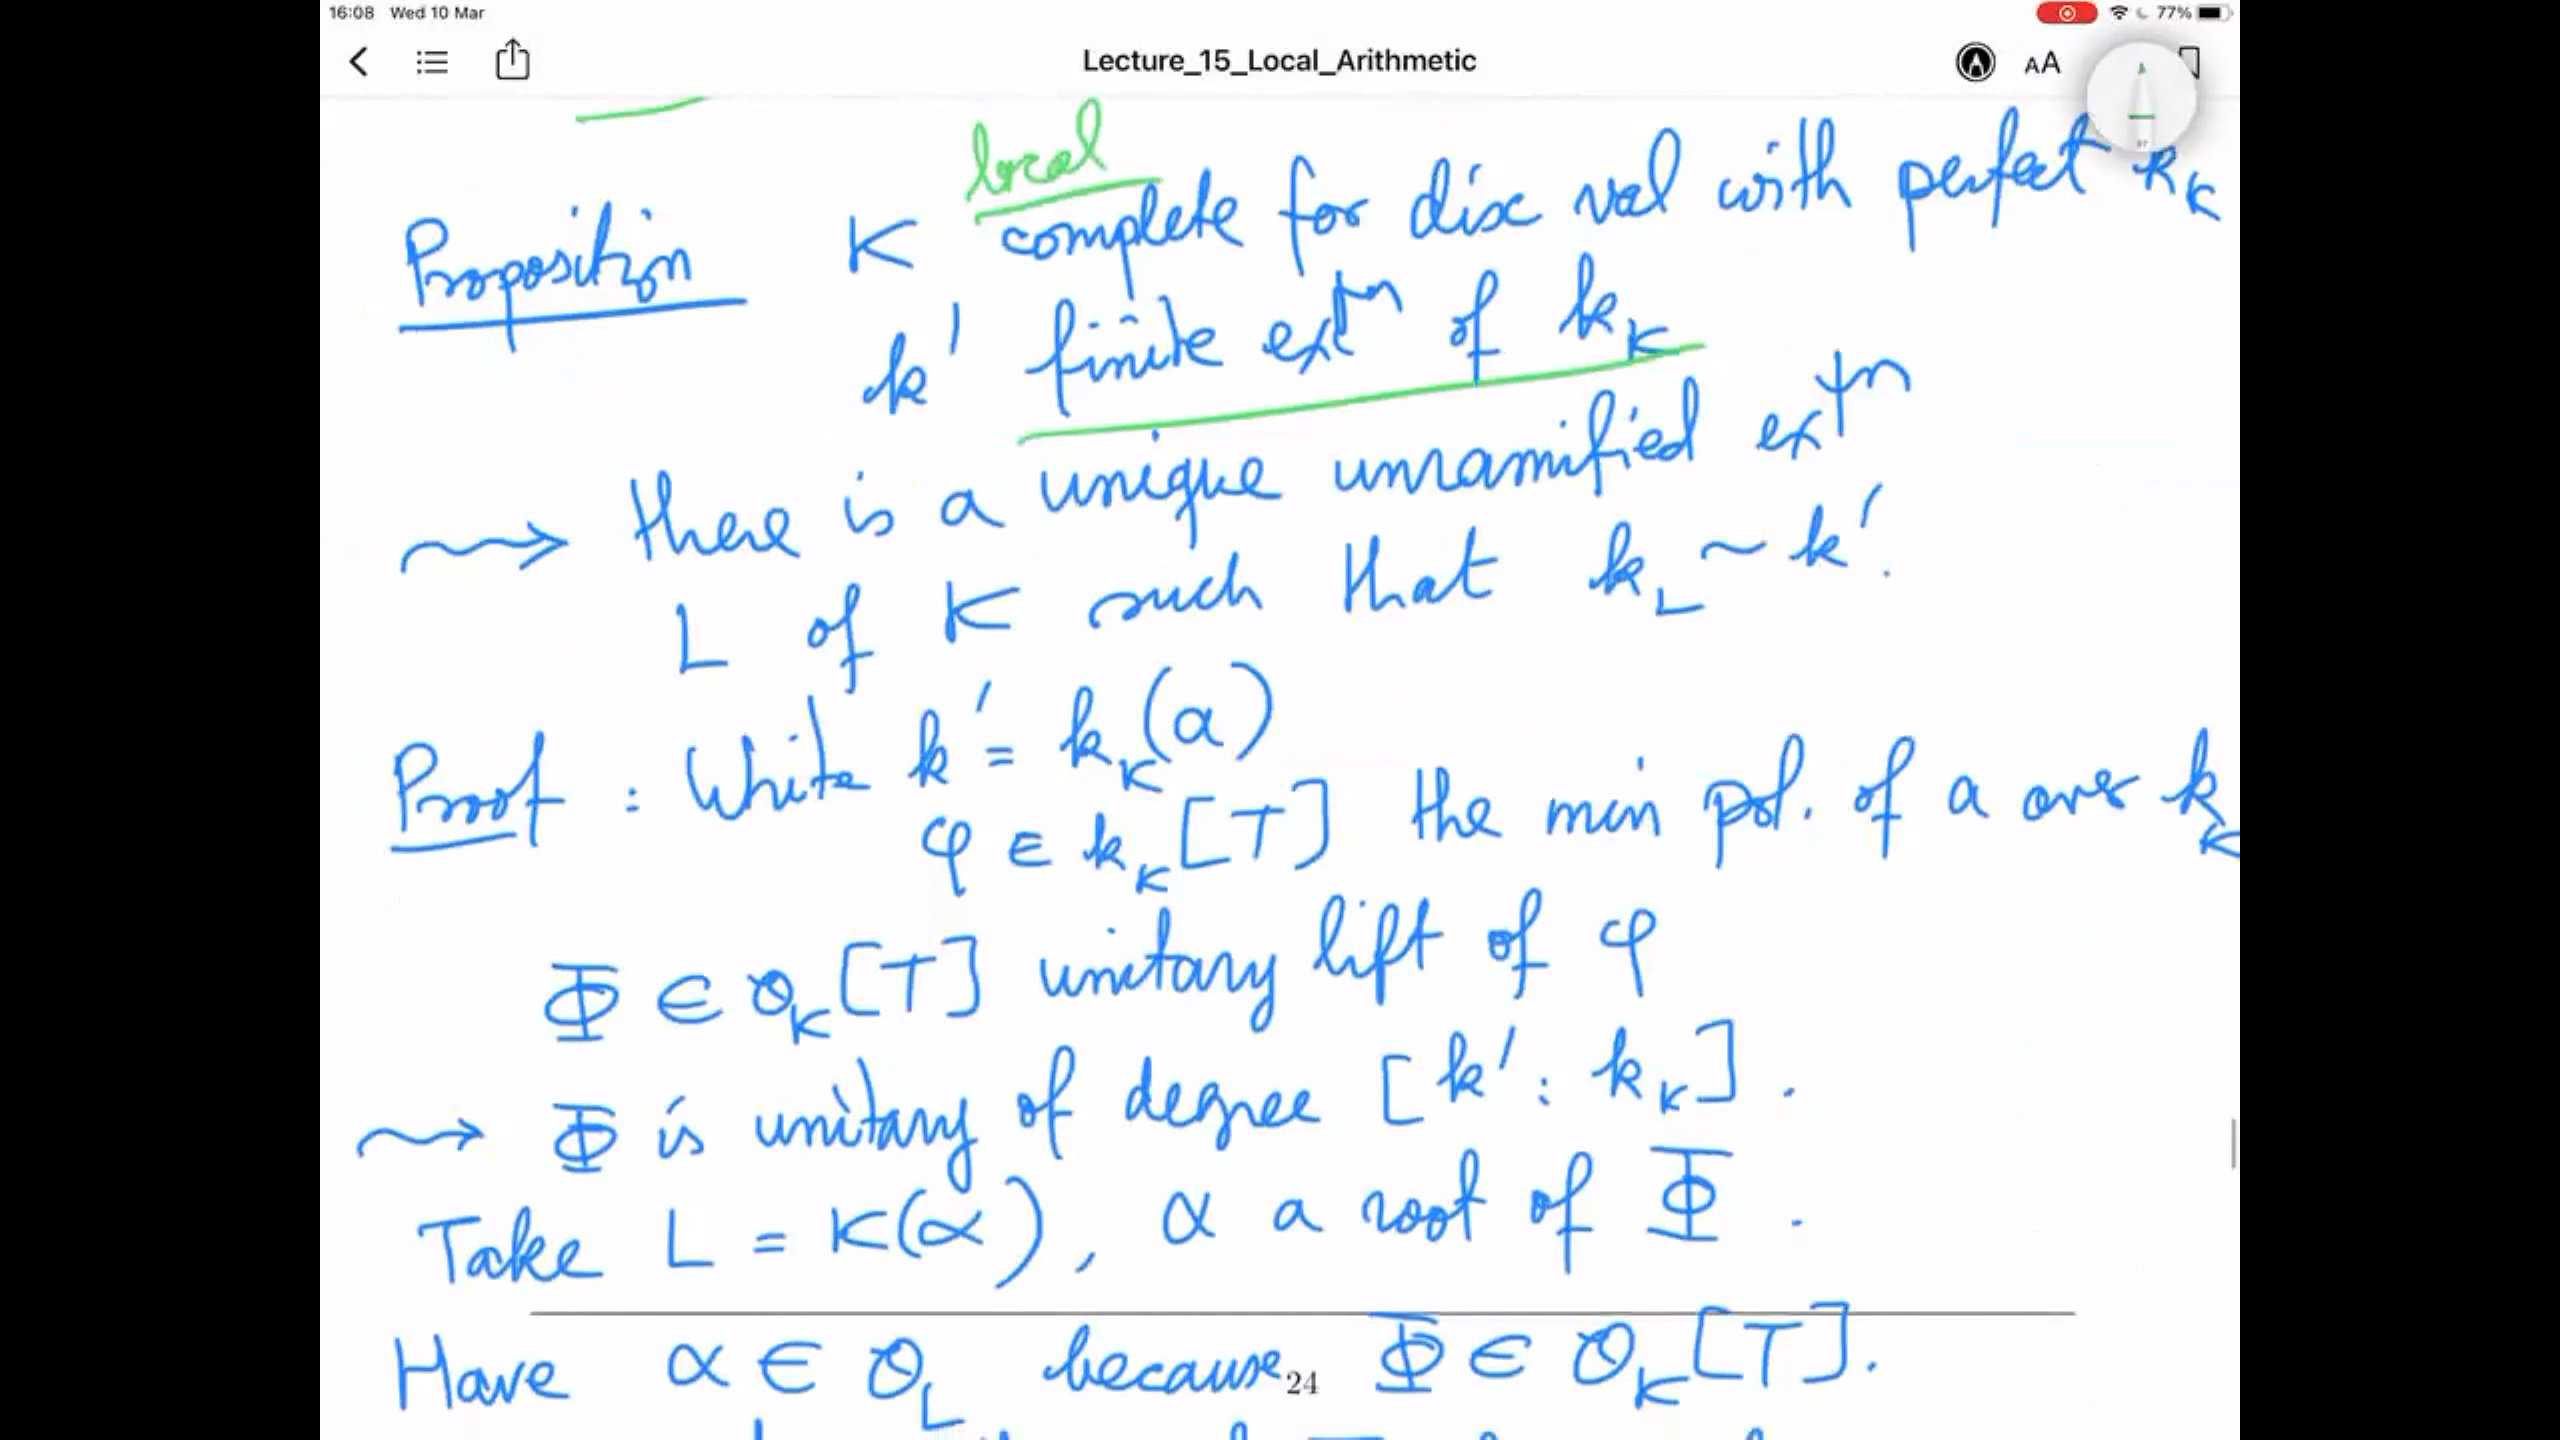 16:08 Wed 10 Mar
77%
Lecture_15_Local_Arithmetic
AA
local
Proposition K complete for disc val with perfect k_K
k' finite ext^n of k_K
⟿ there is a unique unramified ext^n
L of K such that k_L ~ k'.
Proof : Write k' = k_K(a)
φ ∈ k_K[T] the min pol. of a over k_K
Φ ∈ O_K[T] unitary lift of φ
⟿ Φ is unitary of degree [k' : k_K].
Take L = K(α), α a root of Φ.
Have α ∈ O_L because Φ ∈ O_K[T].
24